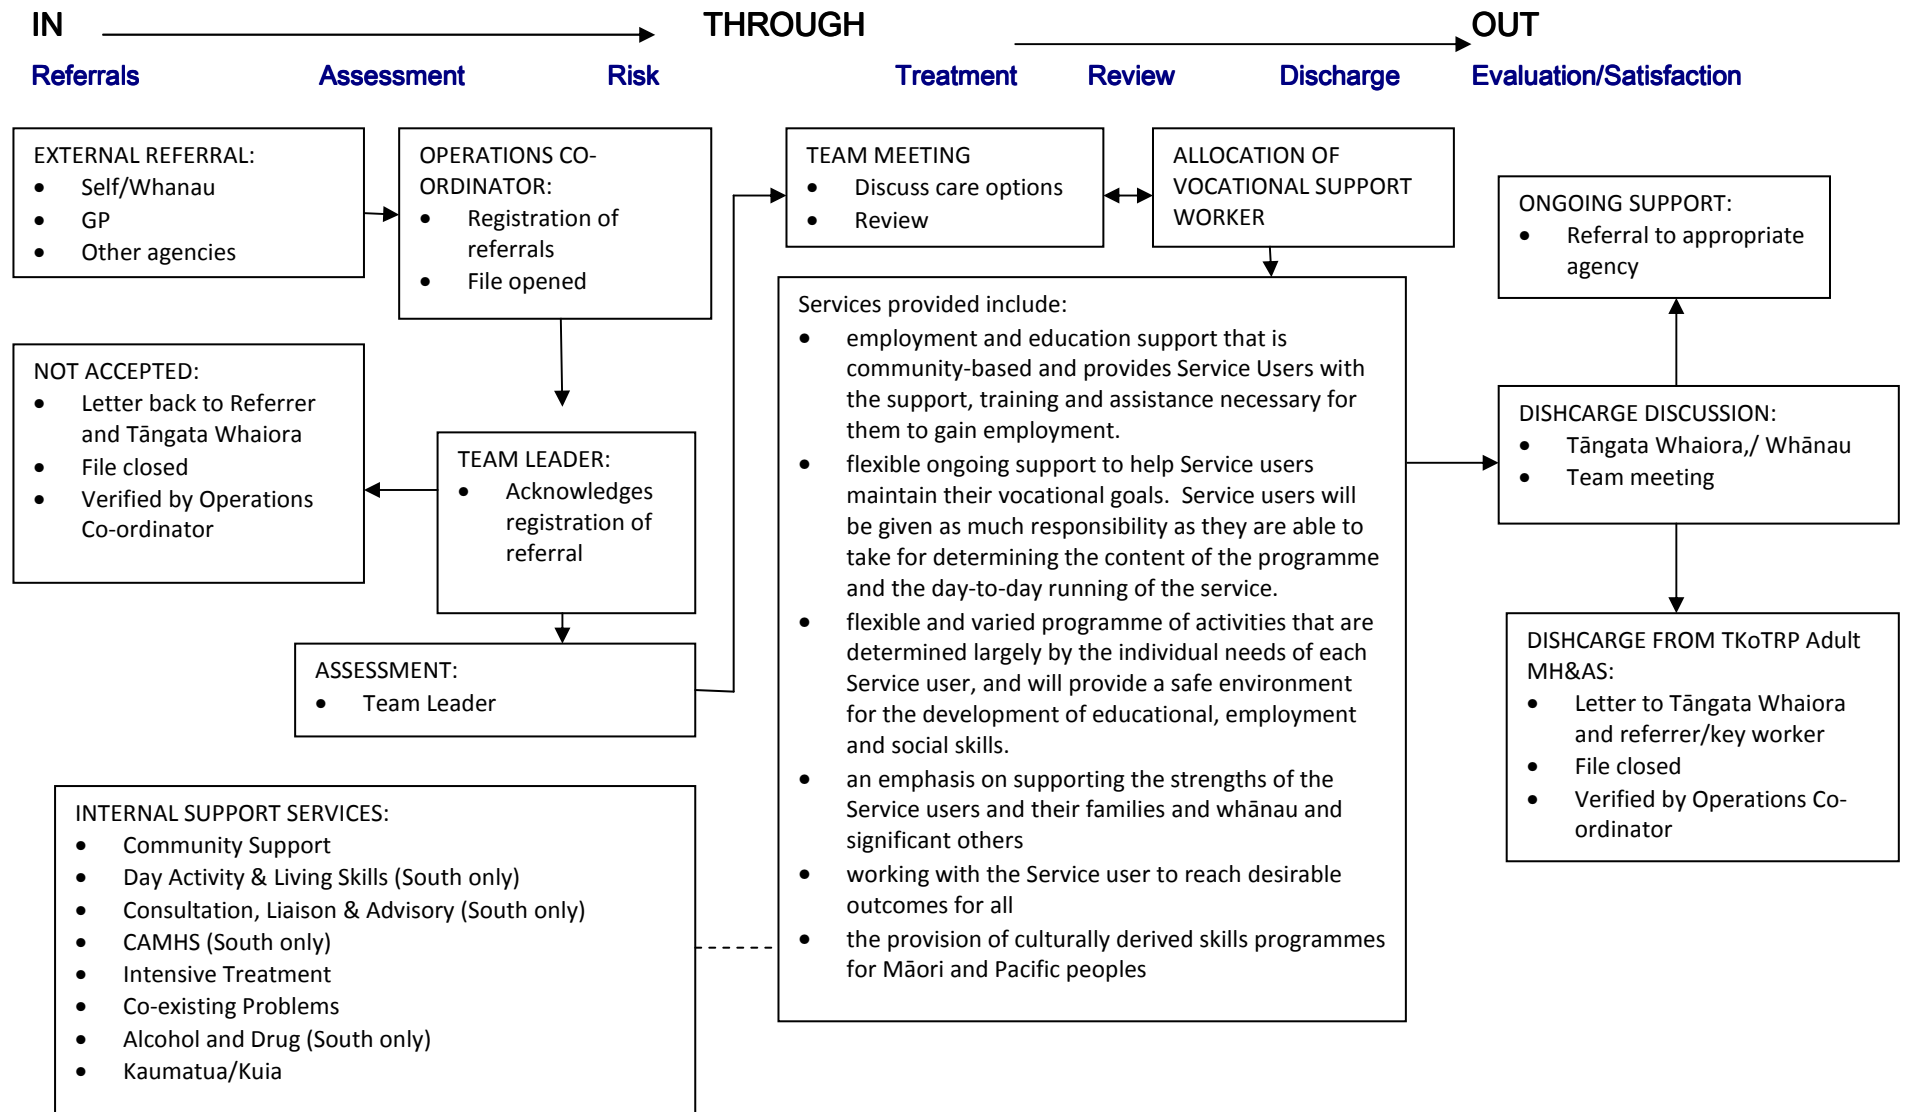 IN
THROUGH
OUT
Referrals
Assessment
Risk
Treatment
Review
Discharge
Evaluation/Satisfaction
EXTERNAL REFERRAL:
• Self/Whanau
• GP
• Other agencies
OPERATIONS CO-
ORDINATOR:
• Registration of
referrals
• File opened
NOT ACCEPTED:
• Letter back to Referrer
and Tāngata Whaiora
• File closed
• Verified by Operations
Co-ordinator
TEAM LEADER:
• Acknowledges
registration of
referral
ASSESSMENT:
• Team Leader
INTERNAL SUPPORT SERVICES:
• Community Support
• Day Activity & Living Skills (South only)
• Consultation, Liaison & Advisory (South only)
• CAMHS (South only)
• Intensive Treatment
• Co-existing Problems
• Alcohol and Drug (South only)
• Kaumatua/Kuia
TEAM MEETING
• Discuss care options
• Review
ALLOCATION OF
VOCATIONAL SUPPORT
WORKER
Services provided include:
• employment and education support that is
community-based and provides Service Users with
the support, training and assistance necessary for
them to gain employment.
• flexible ongoing support to help Service users
maintain their vocational goals.  Service users will
be given as much responsibility as they are able to
take for determining the content of the programme
and the day-to-day running of the service.
• flexible and varied programme of activities that are
determined largely by the individual needs of each
Service user, and will provide a safe environment
for the development of educational, employment
and social skills.
• an emphasis on supporting the strengths of the
Service users and their families and whānau and
significant others
• working with the Service user to reach desirable
outcomes for all
• the provision of culturally derived skills programmes
for Māori and Pacific peoples
ONGOING SUPPORT:
• Referral to appropriate
agency
DISHCARGE DISCUSSION:
• Tāngata Whaiora,/ Whānau
• Team meeting
DISHCARGE FROM TKoTRP Adult
MH&AS:
• Letter to Tāngata Whaiora
and referrer/key worker
• File closed
• Verified by Operations Co-
ordinator